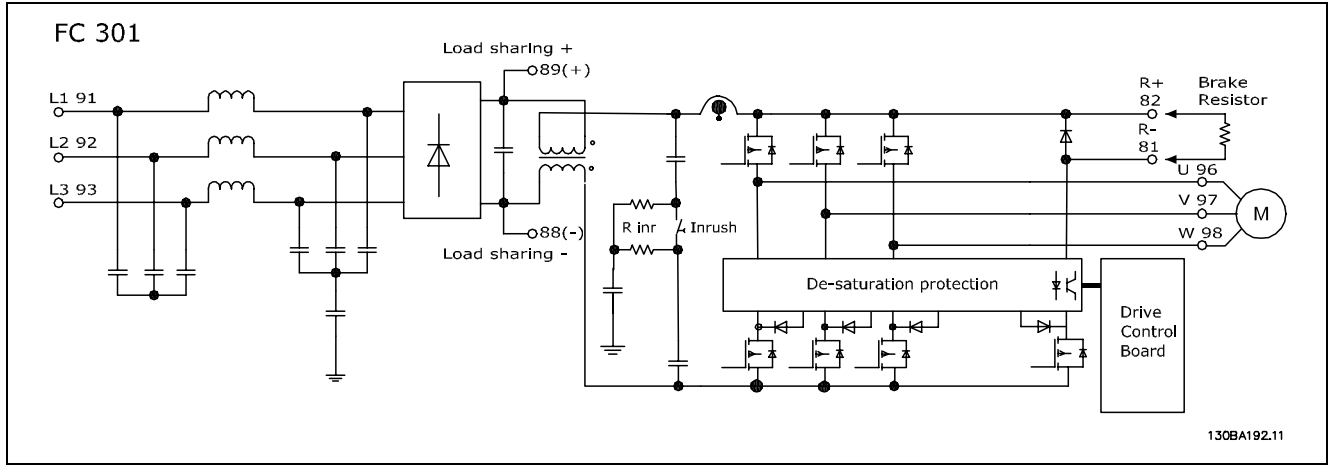 FC 301
Load sharing +
89(+)
L1 91
L2 92
L3 93
88(-)
Load sharing -
R inr
Inrush
R+
82
R-
81
Brake
Resistor
U 96
V 97
W 98
M
De-saturation protection
Drive
Control
Board
130BA192.11